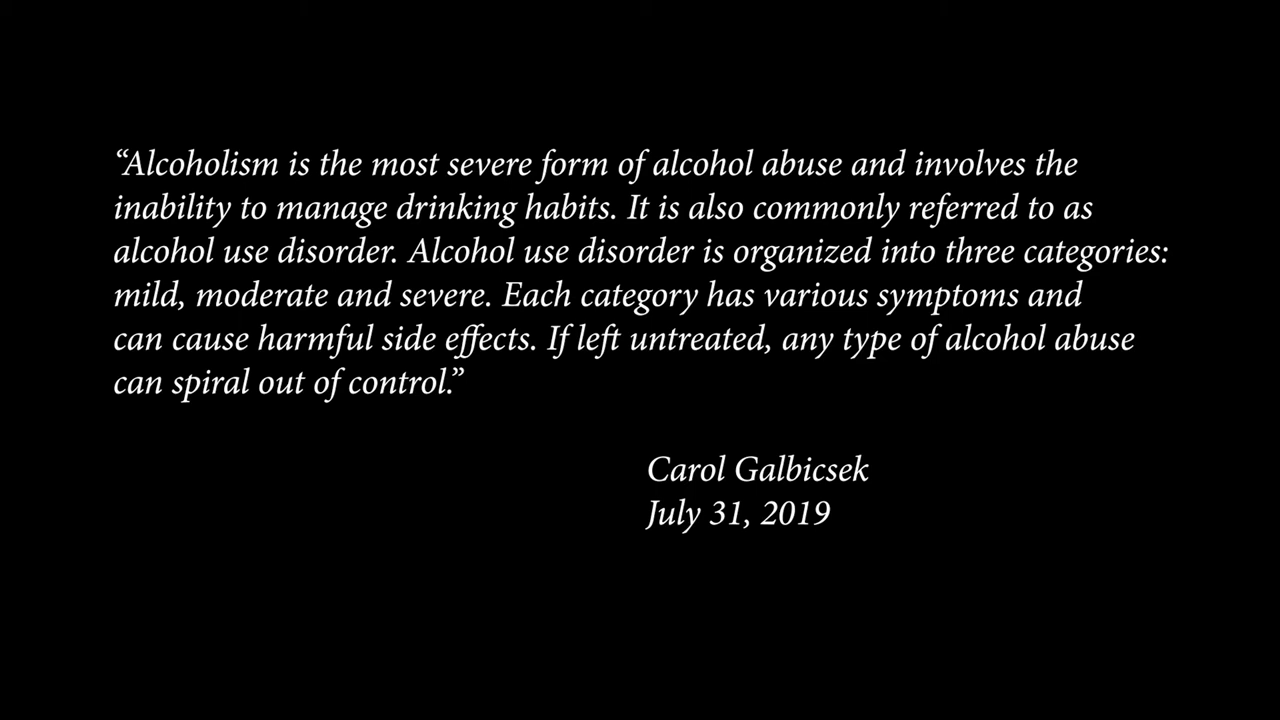 “Alcoholism is the most severe form of alcohol abuse and involves the
inability to manage drinking habits. It is also commonly referred to as
alcohol use disorder. Alcohol use disorder is organized into three categories:
mild, moderate and severe. Each category has various symptoms and
can cause harmful side effects. If left untreated, any type of alcohol abuse
can spiral out of control.”
Carol Galbicsek
July 31, 2019